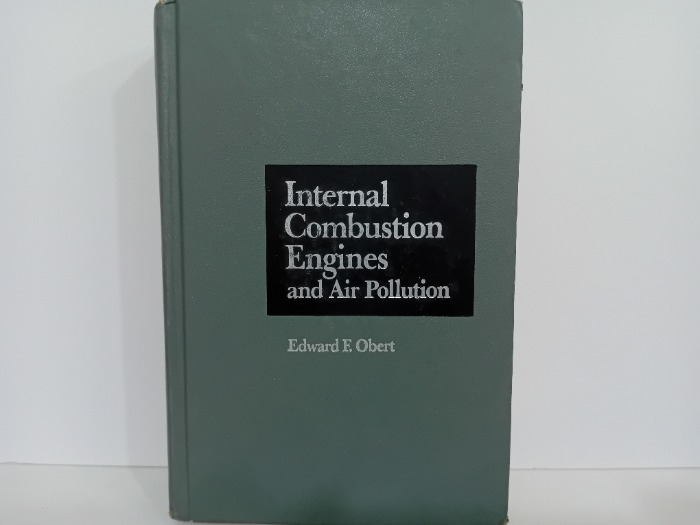 Internal
Combustion
Engines
and Air Pollution
Edward F. Obert